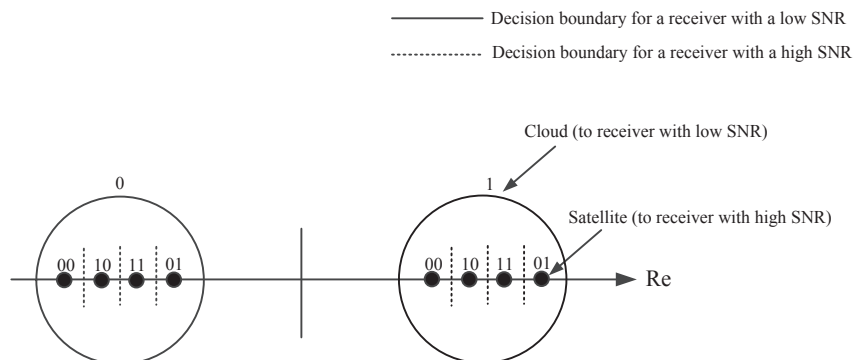 Decision boundary for a receiver with a low SNR
Decision boundary for a receiver with a high SNR
Cloud (to receiver with low SNR)
0
1
Satellite (to receiver with high SNR)
00 10 11 01
00 10 11 01
Re